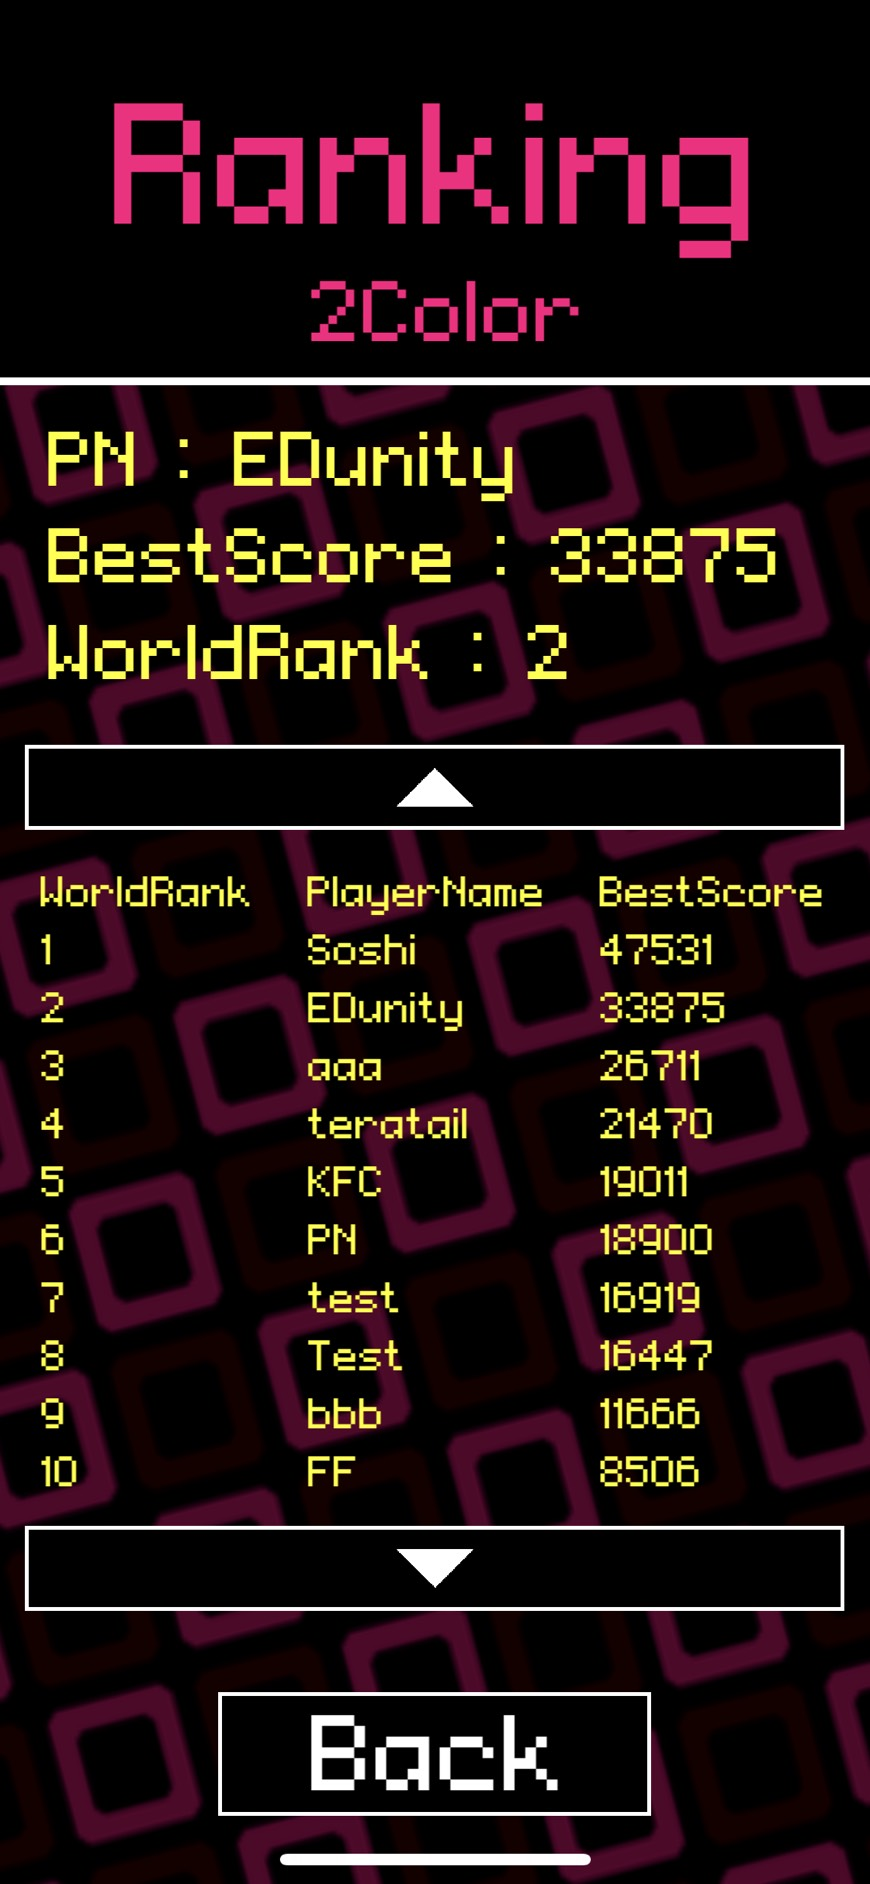 Ranking
2Color
PN : EDunity
BestScore : 33875
WorldRank : 2
WorldRank PlayerName BestScore
1 Soshi 47531
2 EDunity 33875
3 aaa 26711
4 teratail 21470
5 KFC 19011
6 PN 18900
7 test 16919
8 Test 16447
9 bbb 11666
10 FF 8506
Back